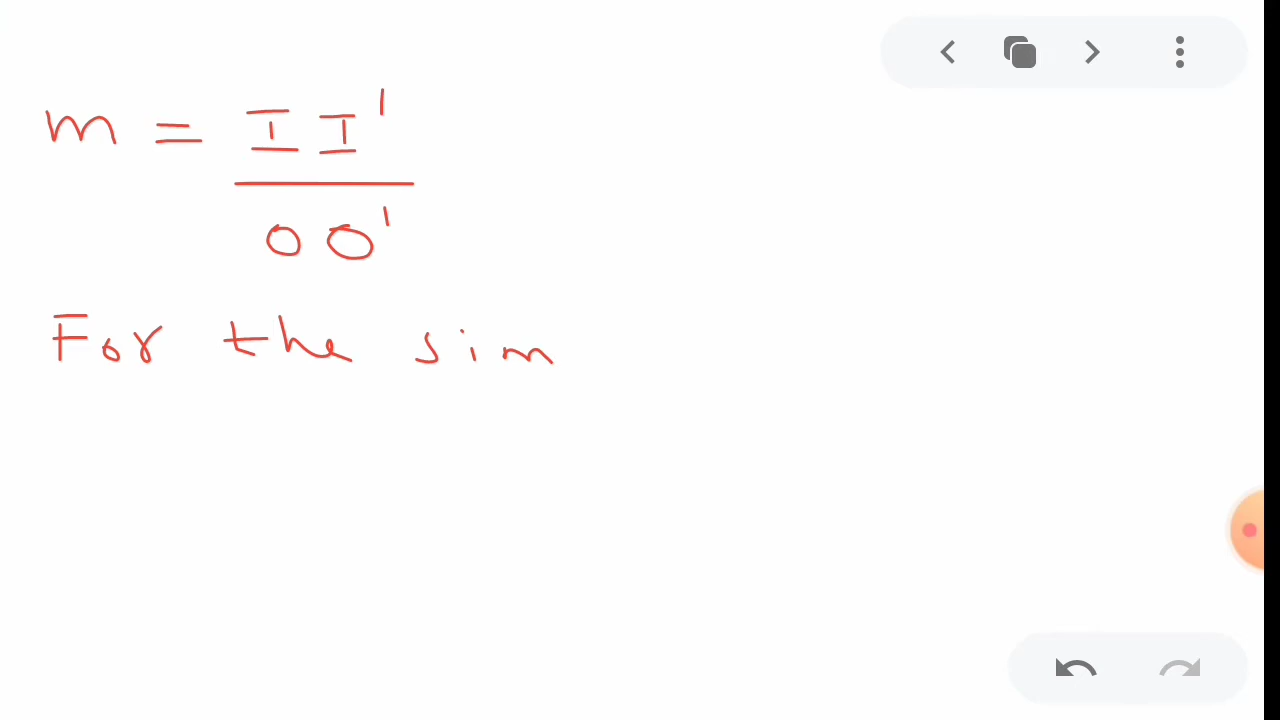 m = II'
OO'
For the sim